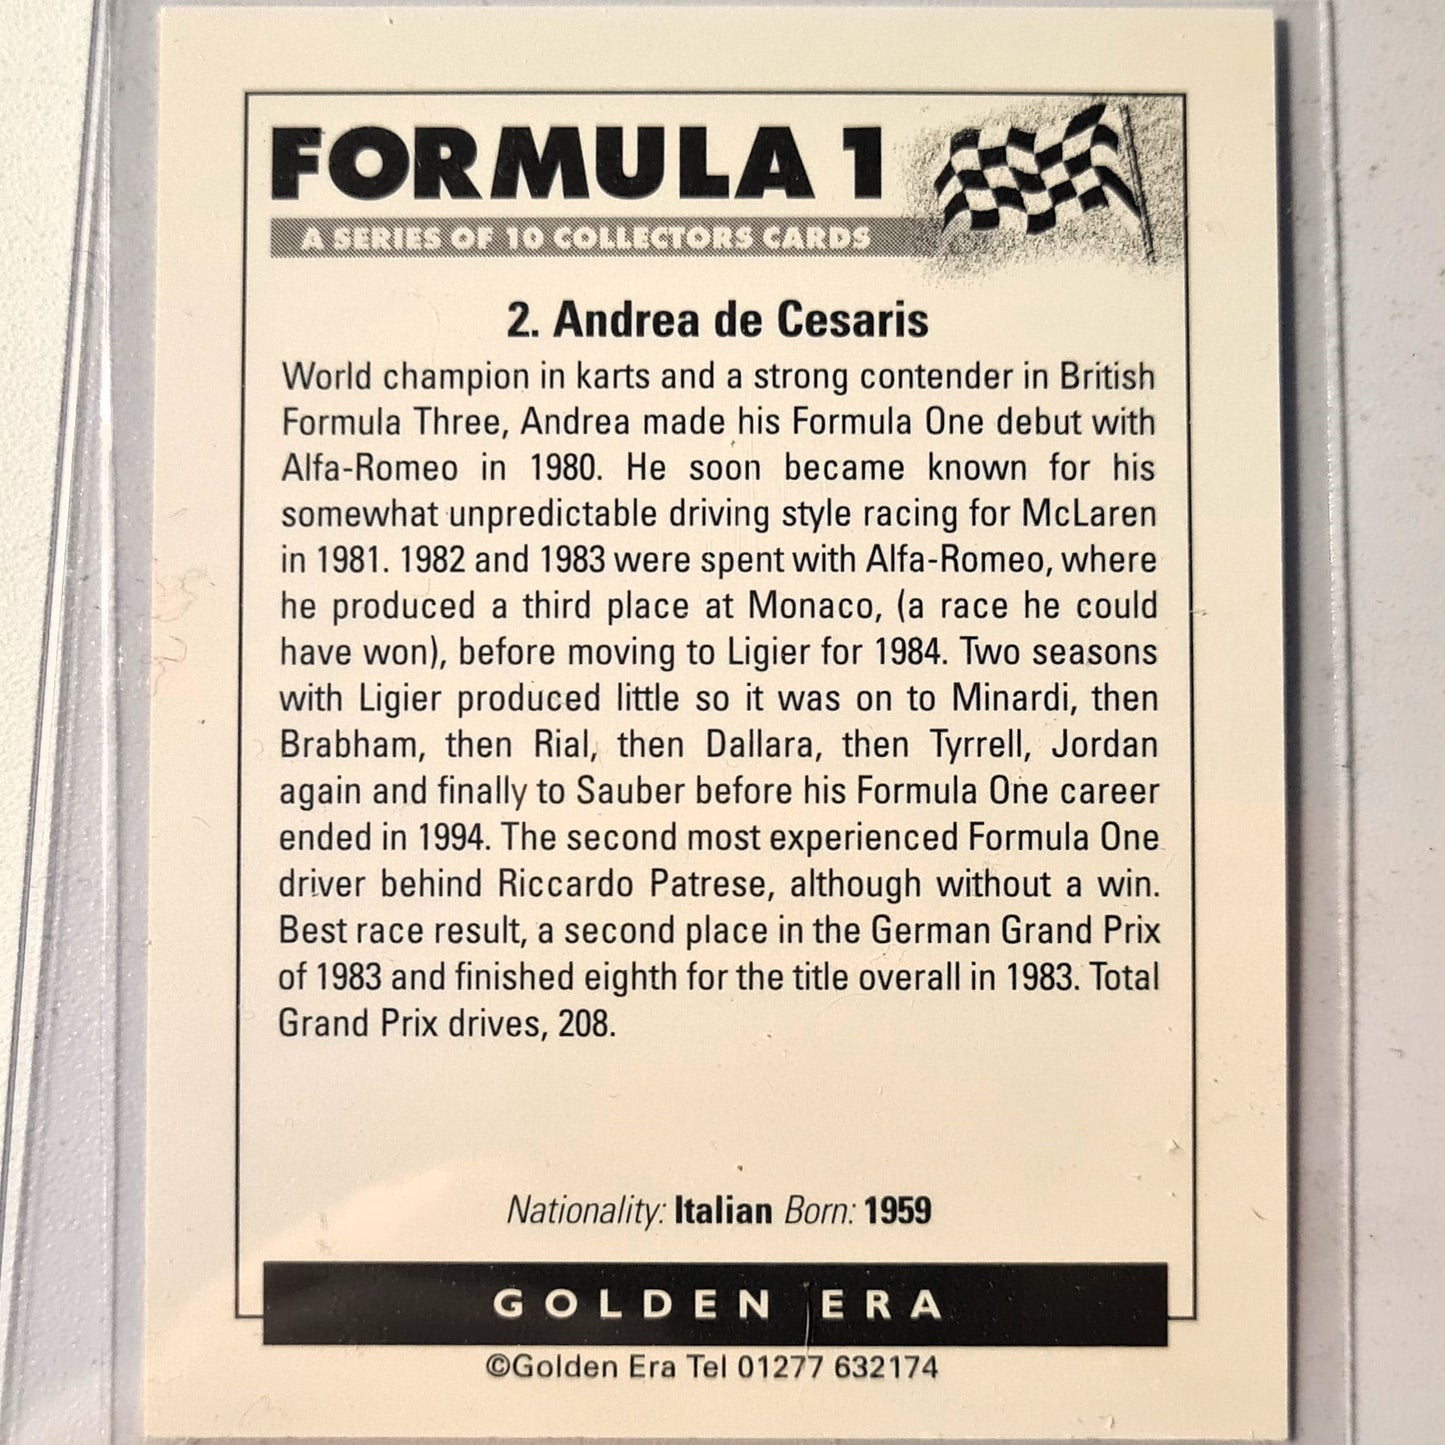 FORMULA 1
A SERIES OF 10 COLLECTORS CARDS
2. Andrea de Cesaris
World champion in karts and a strong contender in British
Formula Three, Andrea made his Formula One debut with
Alfa-Romeo in 1980. He soon became known for his
somewhat unpredictable driving style racing for McLaren
in 1981. 1982 and 1983 were spent with Alfa-Romeo, where
he produced a third place at Monaco, (a race he could
have won), before moving to Ligier for 1984. Two seasons
with Ligier produced little so it was on to Minardi, then
Brabham, then Rial, then Dallara, then Tyrrell, Jordan
again and finally to Sauber before his Formula One career
ended in 1994. The second most experienced Formula One
driver behind Riccardo Patrese, although without a win.
Best race result, a second place in the German Grand Prix
of 1983 and finished eighth for the title overall in 1983. Total
Grand Prix drives, 208.
Nationality: Italian Born: 1959
GOLDEN ERA
©Golden Era Tel 01277 632174